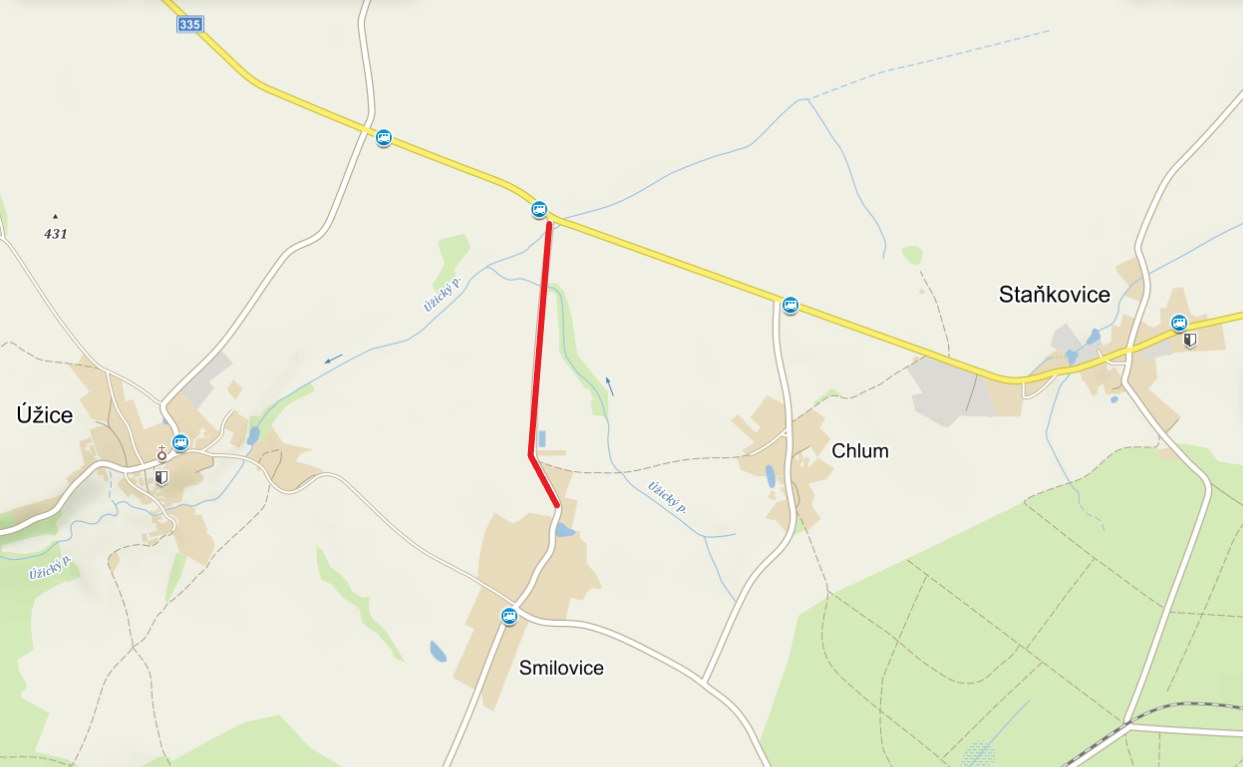 335
431
Úžický p.
Staňkovice
Úžice
Chlum
Úžický p.
Úžický p.
Smilovice